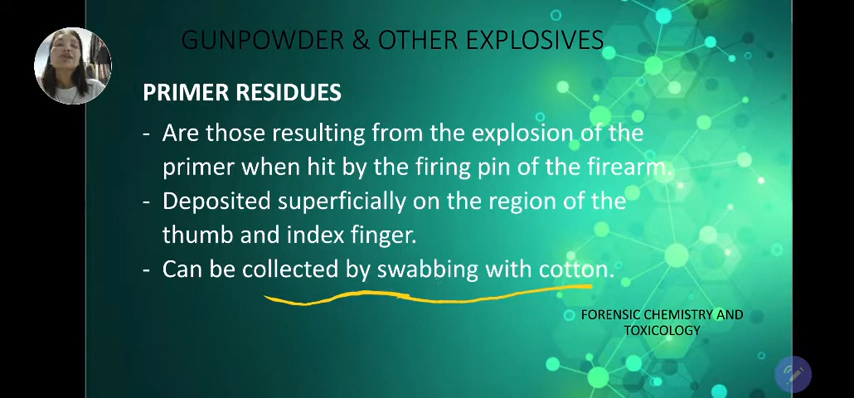 GUNPOWDER & OTHER EXPLOSIVES
PRIMER RESIDUES
- Are those resulting from the explosion of the
primer when hit by the firing pin of the firearm.
- Deposited superficially on the region of the
thumb and index finger.
- Can be collected by swabbing with cotton.
FORENSIC CHEMISTRY AND
TOXICOLOGY